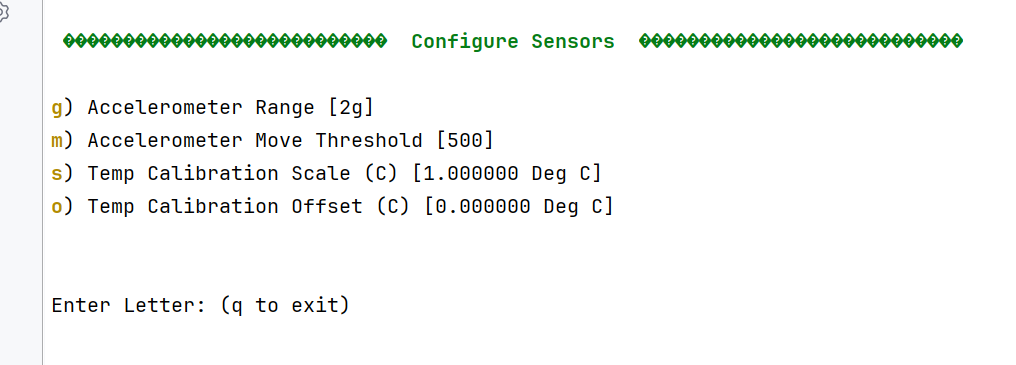 ���������������������������  Configure Sensors  ���������������������������
g) Accelerometer Range [2g]
m) Accelerometer Move Threshold [500]
s) Temp Calibration Scale (C) [1.000000 Deg C]
o) Temp Calibration Offset (C) [0.000000 Deg C]
Enter Letter: (q to exit)